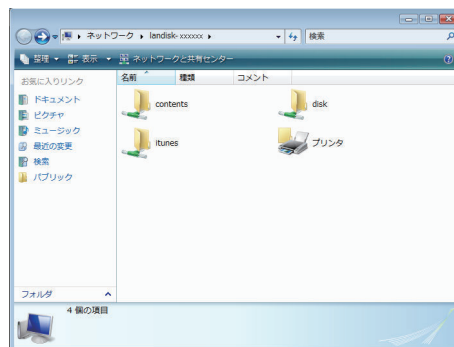 ネットワーク ▸ landisk-xxxxxx ▸ 検索
整理 表示 ネットワークと共有センター
お気に入りリンク
ドキュメント
ピクチャ
ミュージック
最近の変更
検索
パブリック
フォルダ
名前 種類 コメント
contents disk
itunes プリンタ
4 個の項目